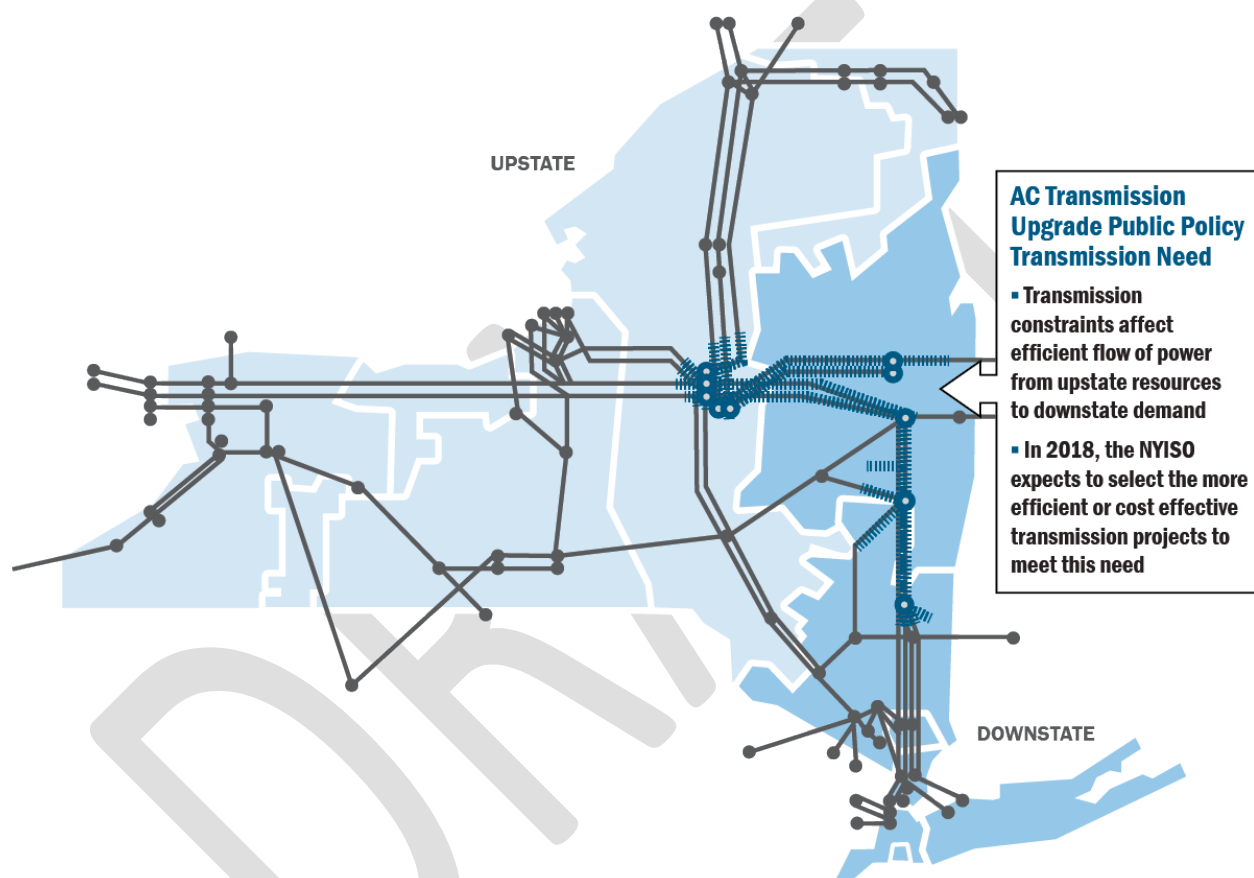 UPSTATE
AC Transmission
Upgrade Public Policy
Transmission Need
▪ Transmission
constraints affect
efficient flow of power
from upstate resources
to downstate demand
▪ In 2018, the NYISO
expects to select the more
efficient or cost effective
transmission projects to
meet this need
DOWNSTATE